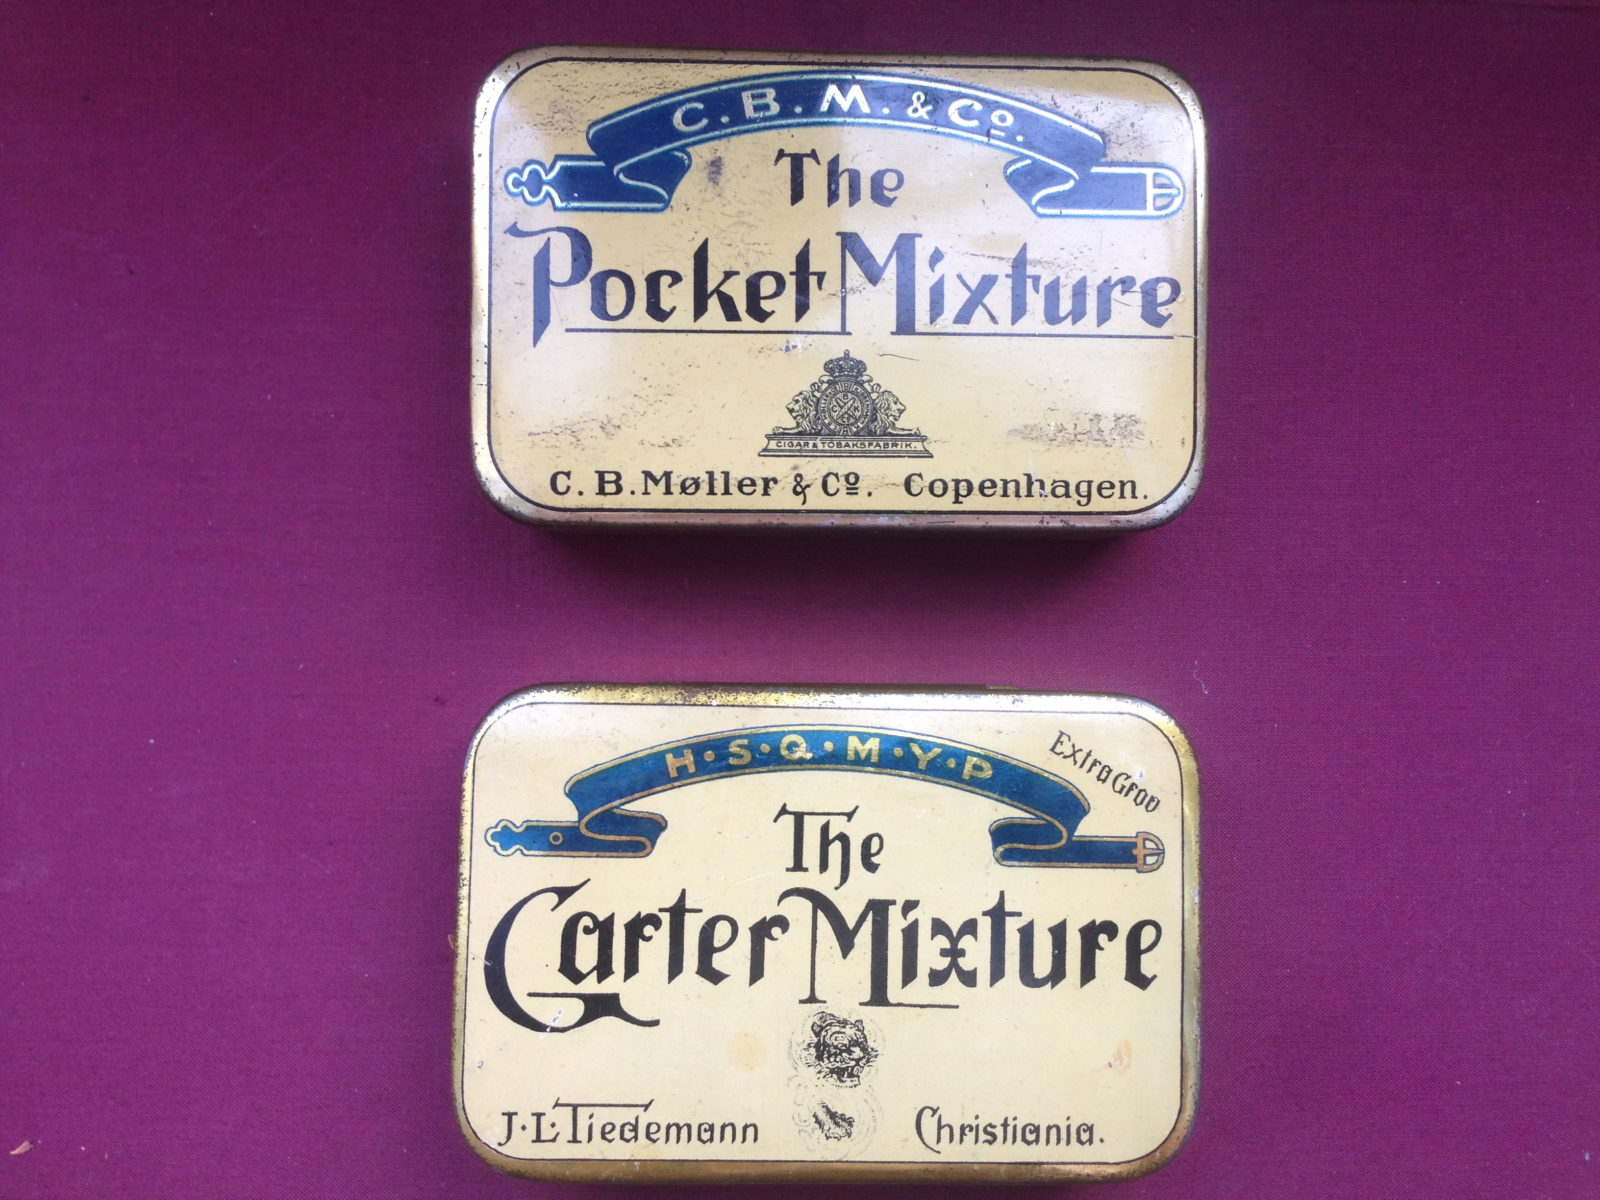 C.B.M. & Cº.
The
Pocket Mixture
CIGAR & TOBAKSFABRIK.
C.B.Møller & Cº. Copenhagen.
H·S·Q·M·Y·P
Extra Grov
The
Garter Mixture
J·L·Tiedemann Christiania.